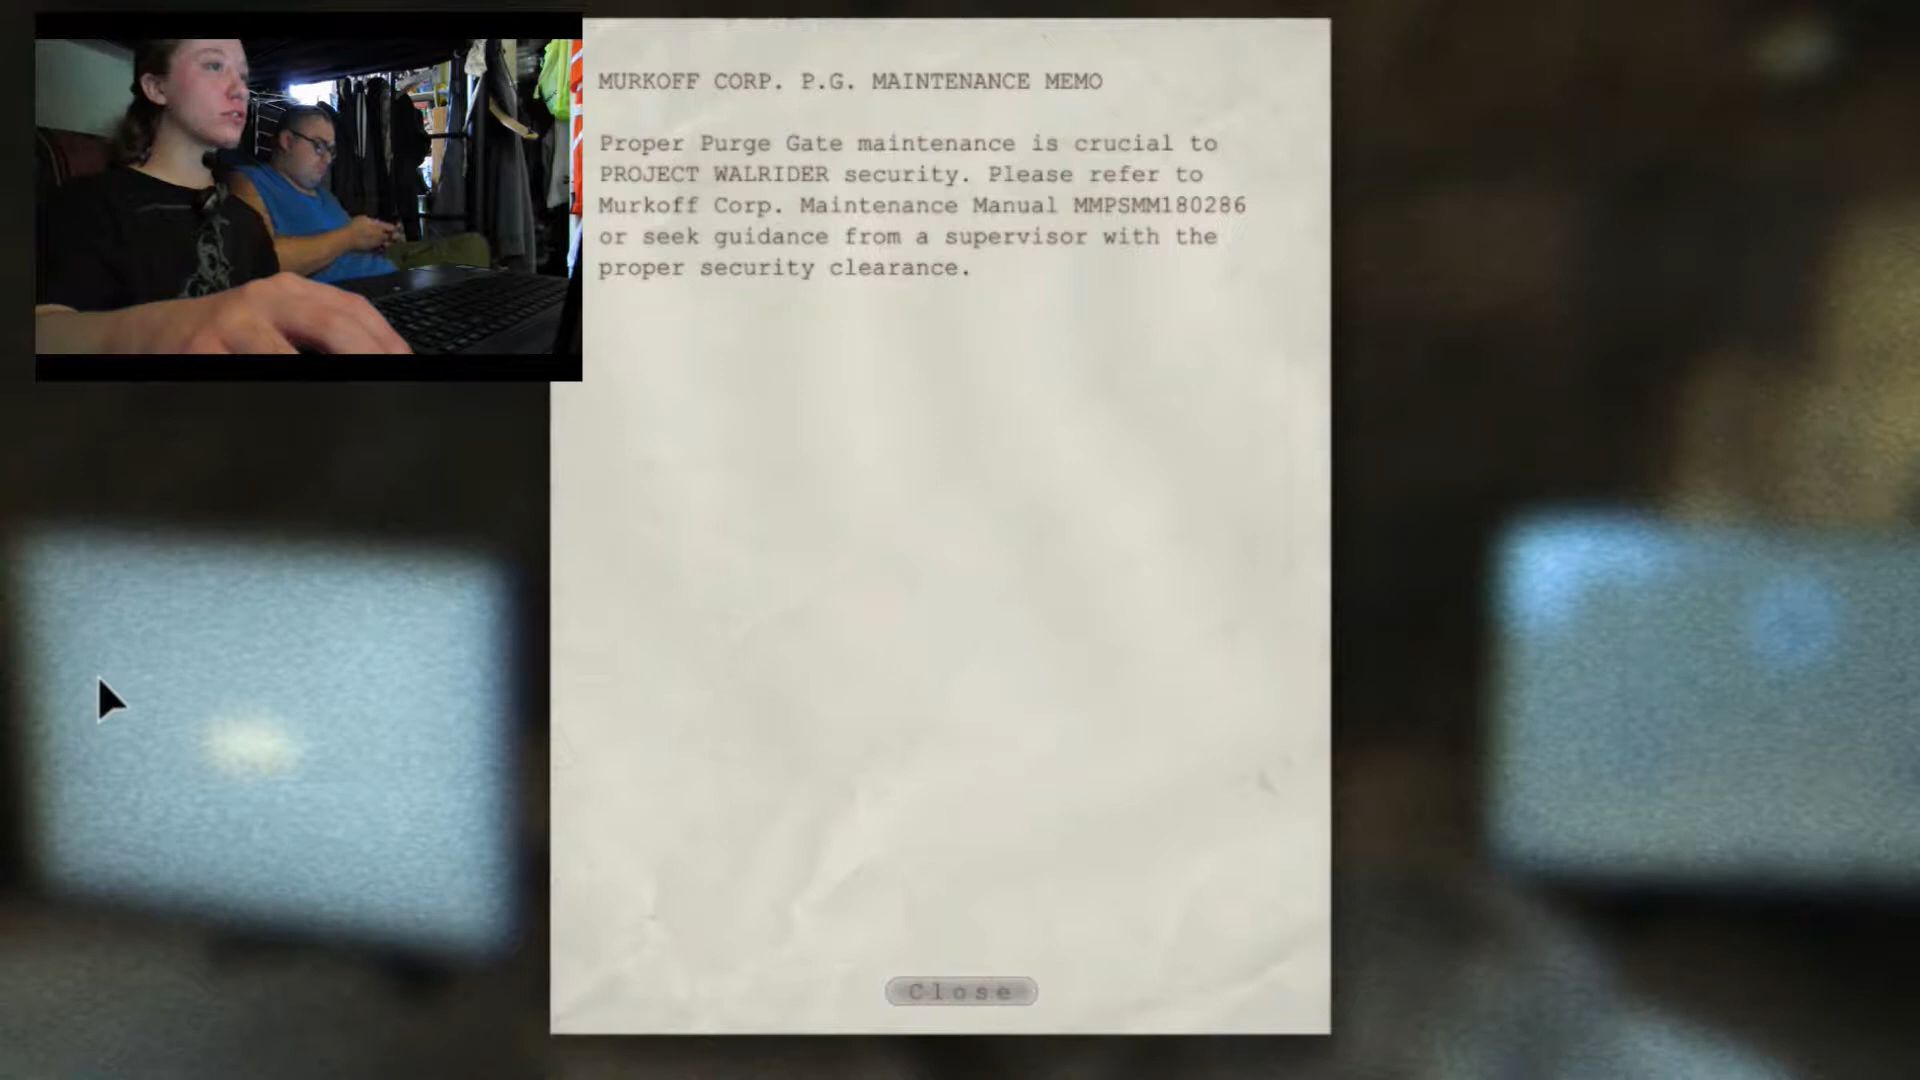 MURKOFF CORP. P.G. MAINTENANCE MEMO
Proper Purge Gate maintenance is crucial to
PROJECT WALRIDER security. Please refer to
Murkoff Corp. Maintenance Manual MMPSMM180286
or seek guidance from a supervisor with the
proper security clearance.
Close